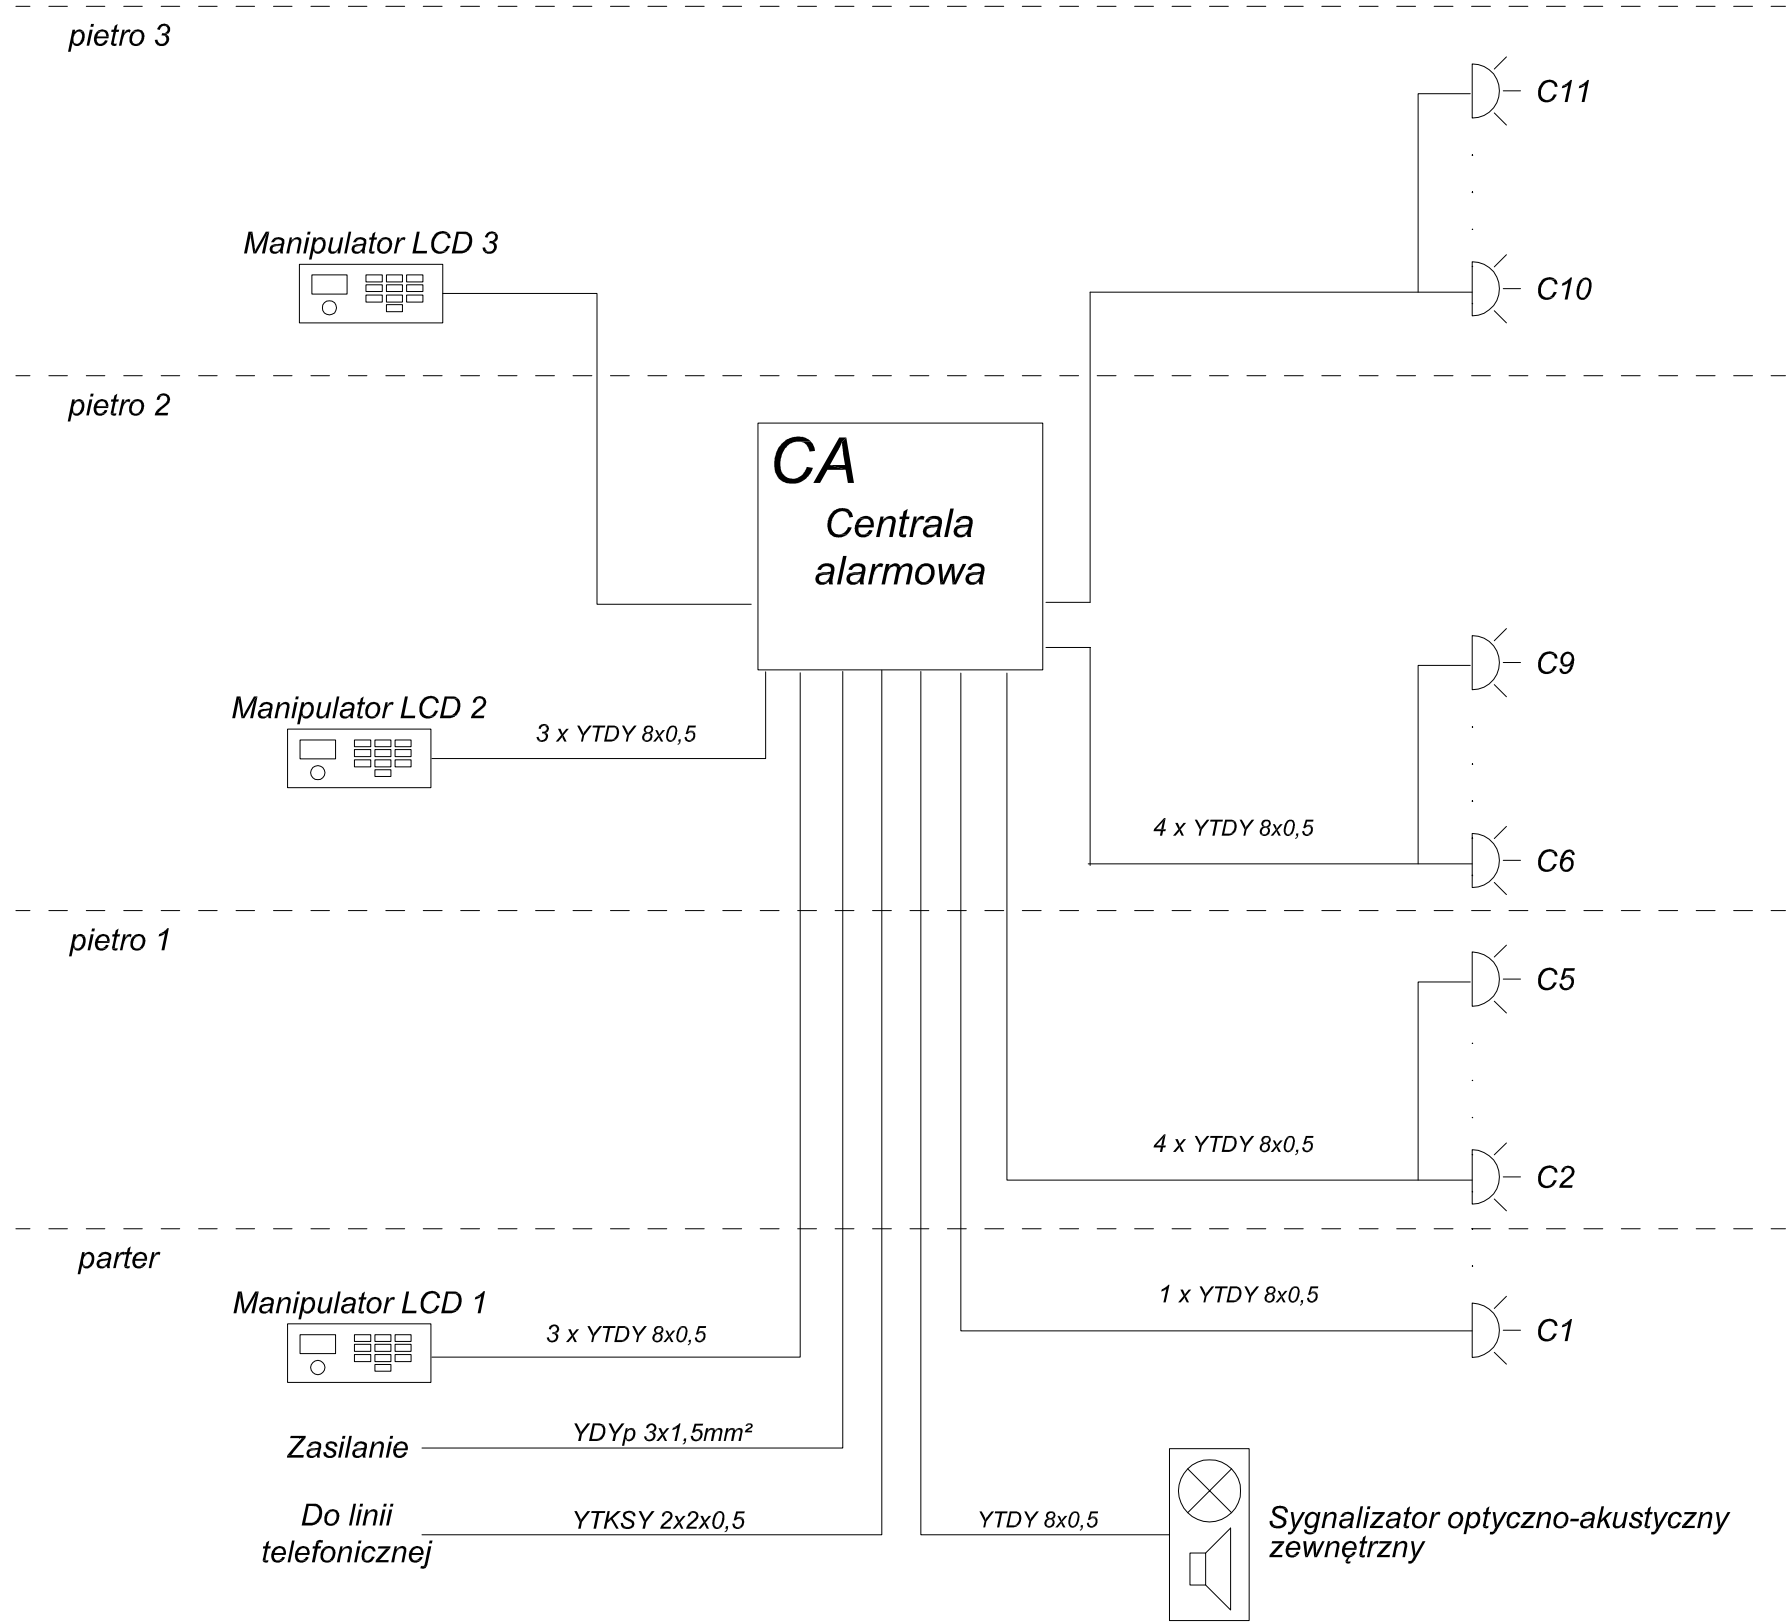 pietro 3
C11
Manipulator LCD 3
C10
pietro 2
CA
Centrala
alarmowa
C9
Manipulator LCD 2
3 x YTDY 8x0,5
4 x YTDY 8x0,5
C6
pietro 1
C5
4 x YTDY 8x0,5
C2
parter
Manipulator LCD 1
1 x YTDY 8x0,5
3 x YTDY 8x0,5
C1
Zasilanie
YDYp 3x1,5mm²
Do linii
telefonicznej
YTKSY 2x2x0,5
YTDY 8x0,5
Sygnalizator optyczno-akustyczny
zewnętrzny